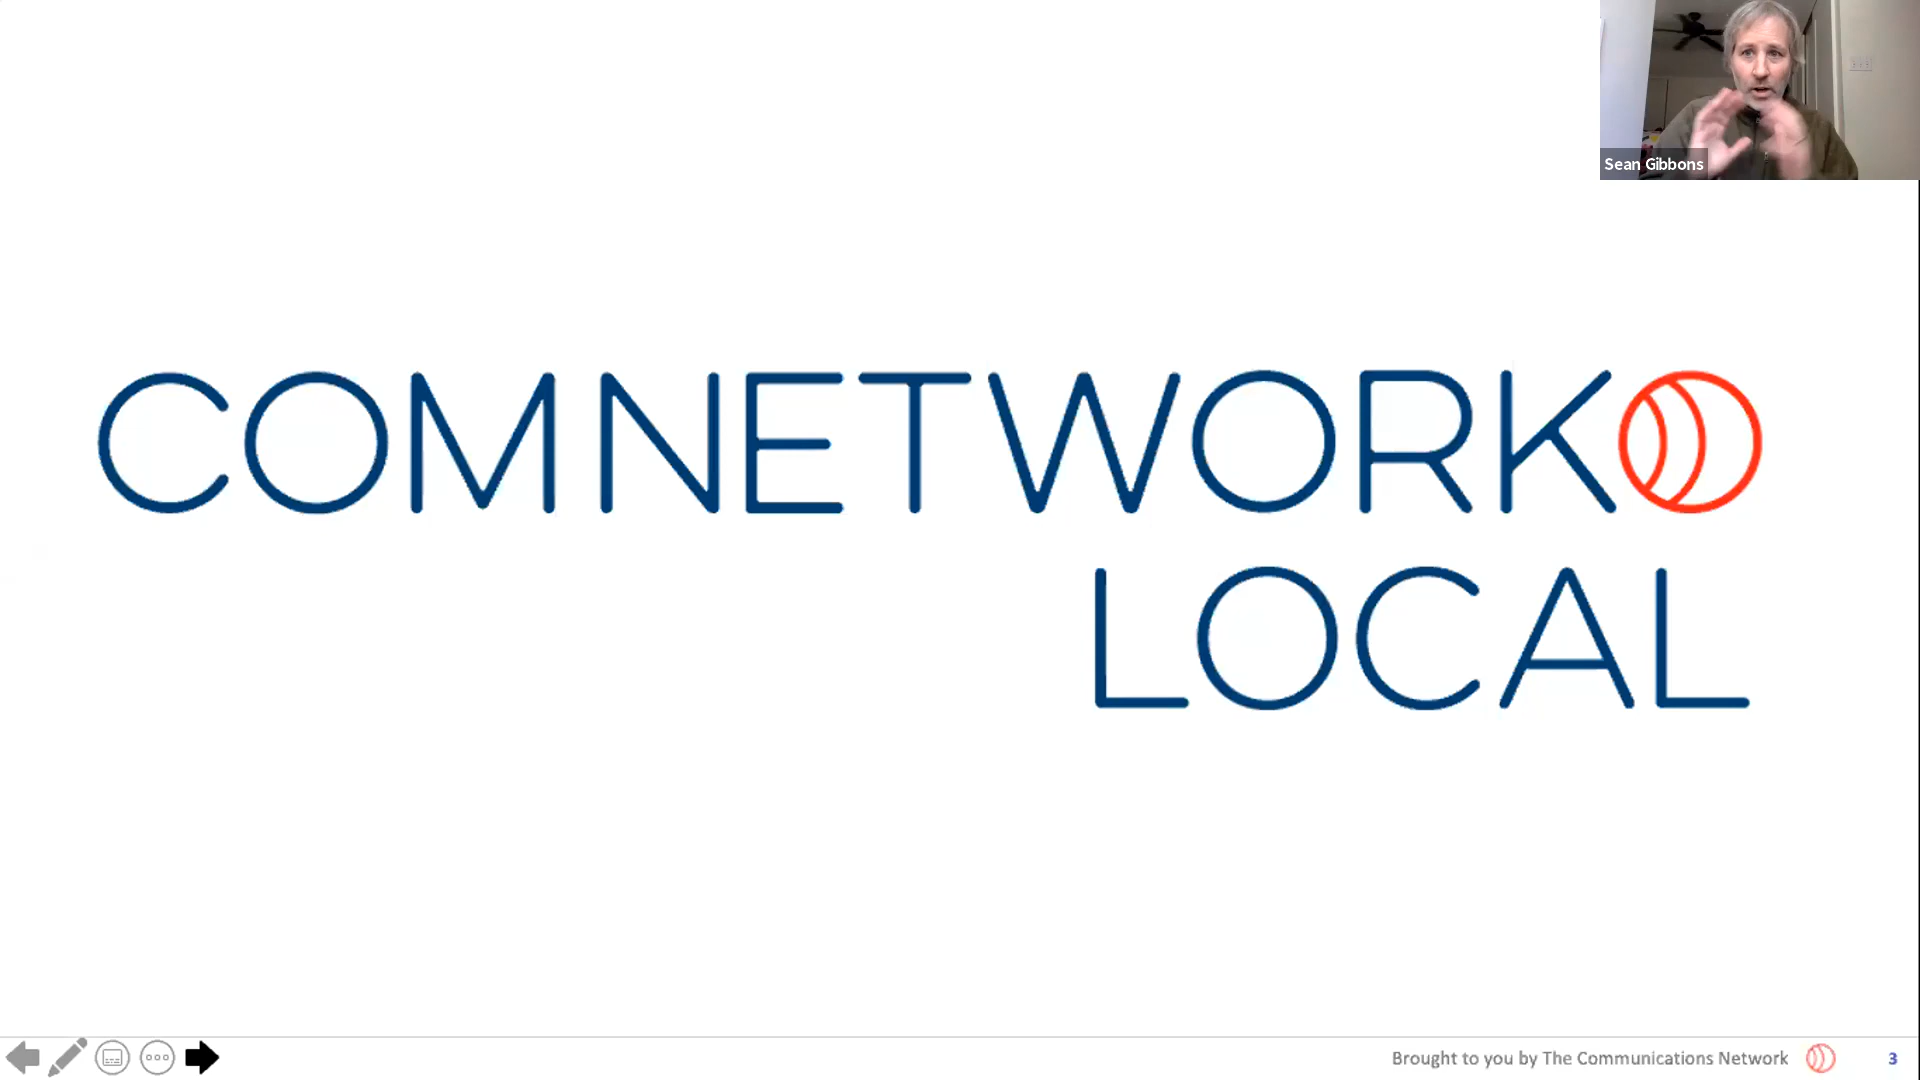 Sean Gibbons
COMNETWORK
LOCAL
Brought to you by The Communications Network
3